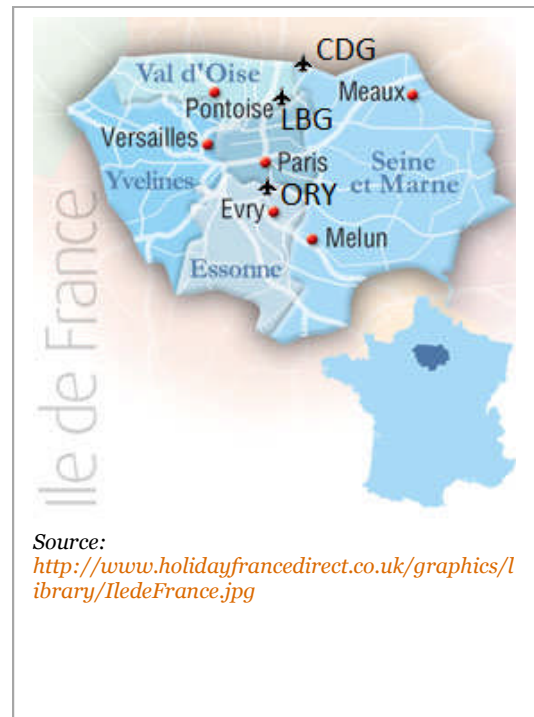 CDG
Val d'Oise
Meaux
Pontoise
LBG
Versailles
Paris
Seine
et Marne
Yvelines
ORY
Evry
Melun
Essonne
Ile de France
Source:
http://www.holidayfrancedirect.co.uk/graphics/l
ibrary/IledeFrance.jpg